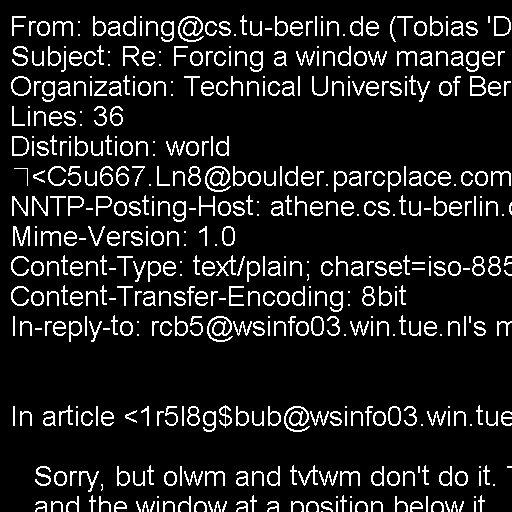 From: bading@cs.tu-berlin.de (Tobias 'D
Subject: Re: Forcing a window manager
Organization: Technical University of Ber
Lines: 36
Distribution: world
<C5u667.Ln8@boulder.parcplace.com
NNTP-Posting-Host: athene.cs.tu-berlin.
Mime-Version: 1.0
Content-Type: text/plain; charset=iso-885
Content-Transfer-Encoding: 8bit
In-reply-to: rcb5@wsinfo03.win.tue.nl's m
In article <1r5l8g$bub@wsinfo03.win.tue
Sorry, but olwm and tvtwm don't do it. T
and the window at a position below it.